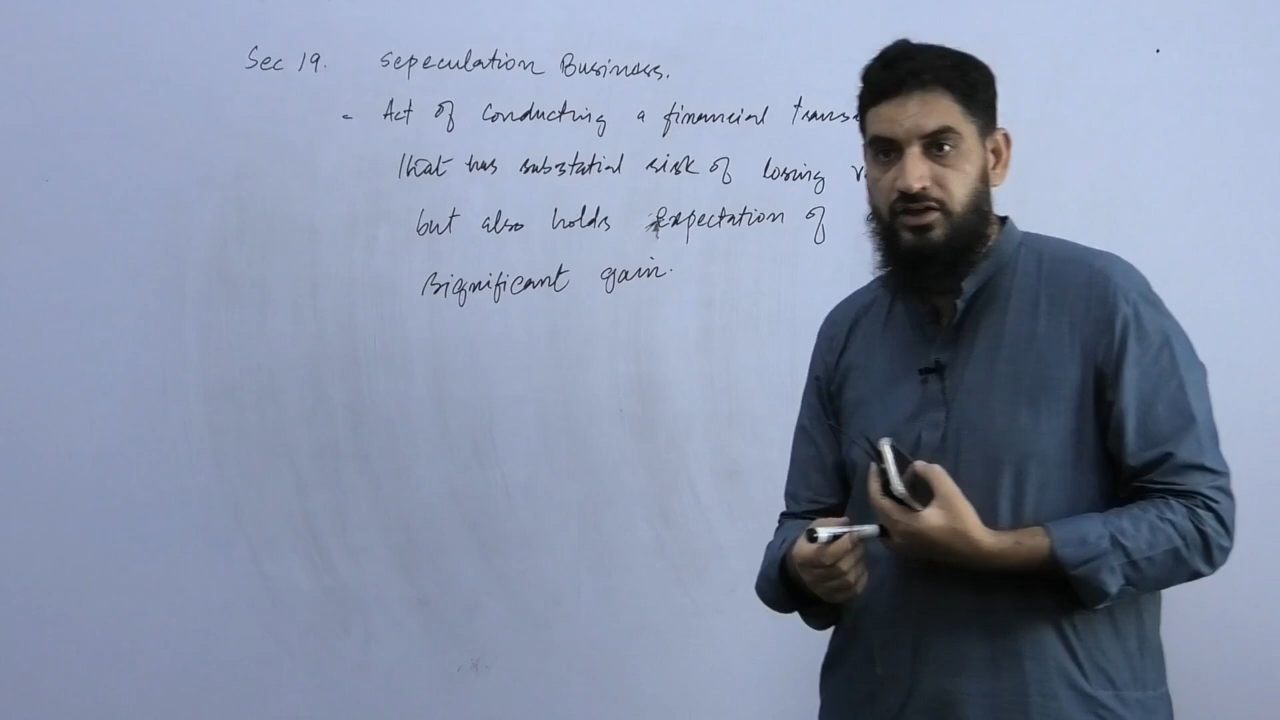 Sec 19. Sepeculation Business.
- Act of Conducting a financial trans
that has substatial risk of losing v
but also holds Expectation of
Significant gain.